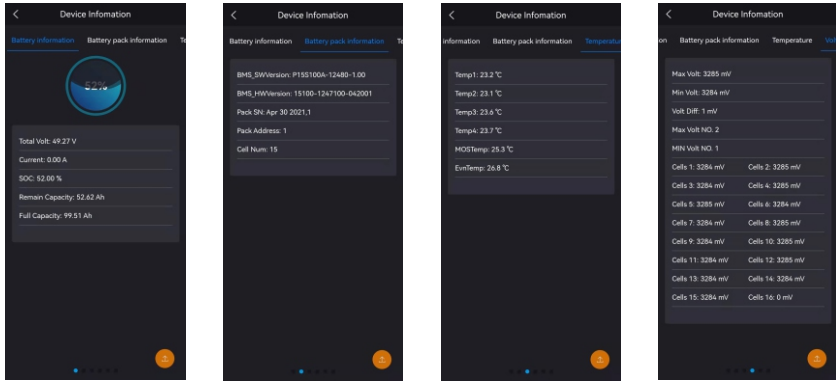 Device Infomation
Battery information Battery pack information Te
52%
Total Volt: 49.27 V
Current: 0.00 A
SOC: 52.00 %
Remain Capacity: 52.62 Ah
Full Capacity: 99.51 Ah
Device Infomation
Battery information Battery pack information Te
BMS_SWVersion: P15S100A-12480-1.00
BMS_HWVersion: 15100-1247100-042001
Pack SN: Apr 30 2021,1
Pack Address: 1
Cell Num: 15
Device Infomation
information Battery pack information Temperatur
Temp1: 23.2 ℃
Temp2: 23.1 ℃
Temp3: 23.6 ℃
Temp4: 23.7 ℃
MOSTemp: 25.3 ℃
EvnTemp: 26.8 ℃
Device Infomation
on Battery pack information Temperature Volt
Max Volt: 3285 mV
Min Volt: 3284 mV
Volt Diff: 1 mV
Max Volt NO. 2
MIN Volt NO. 1
Cells 1: 3284 mV Cells 2: 3285 mV
Cells 3: 3284 mV Cells 4: 3285 mV
Cells 5: 3285 mV Cells 6: 3284 mV
Cells 7: 3284 mV Cells 8: 3285 mV
Cells 9: 3284 mV Cells 10: 3285 mV
Cells 11: 3284 mV Cells 12: 3285 mV
Cells 13: 3284 mV Cells 14: 3284 mV
Cells 15: 3284 mV Cells 16: 0 mV